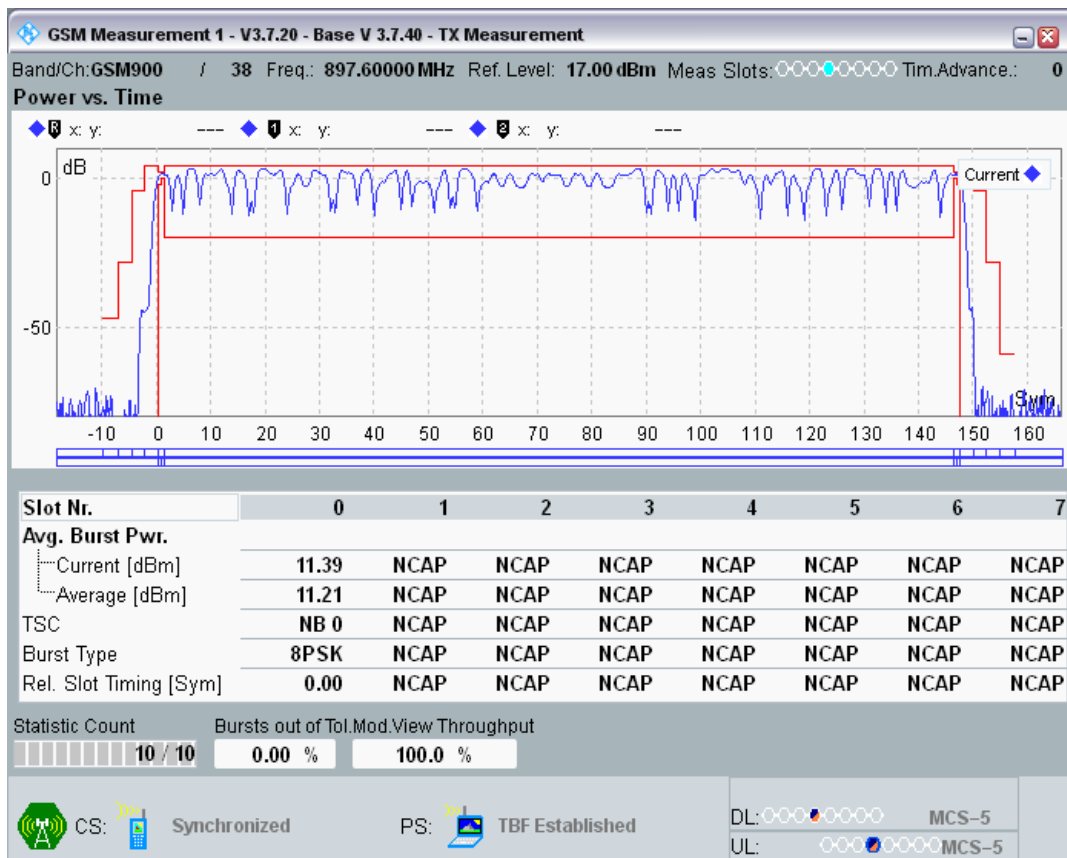 GSM Measurement 1 - V3.7.20 - Base V 3.7.40 - TX Measurement
Band/Ch:GSM900 / 38 Freq.: 897.60000 MHz Ref. Level: 17.00 dBm Meas Slots: Tim.Advance.: 0
Power vs. Time
R x: y: --- 1 x: y: --- 2 x: y: ---
dB
Current
0
-50
Sym
-10 0 10 20 30 40 50 60 70 80 90 100 110 120 130 140 150 160
Slot Nr. 0 1 2 3 4 5 6 7
Avg. Burst Pwr.
Current [dBm] 11.39 NCAP NCAP NCAP NCAP NCAP NCAP NCAP
Average [dBm] 11.21 NCAP NCAP NCAP NCAP NCAP NCAP NCAP
TSC NB 0 NCAP NCAP NCAP NCAP NCAP NCAP NCAP
Burst Type 8PSK NCAP NCAP NCAP NCAP NCAP NCAP NCAP
Rel. Slot Timing [Sym] 0.00 NCAP NCAP NCAP NCAP NCAP NCAP NCAP
Statistic Count Bursts out of Tol. Mod.View Throughput
10 / 10 0.00 % 100.0 %
CS: Synchronized PS: TBF Established DL: MCS-5
UL: MCS-5